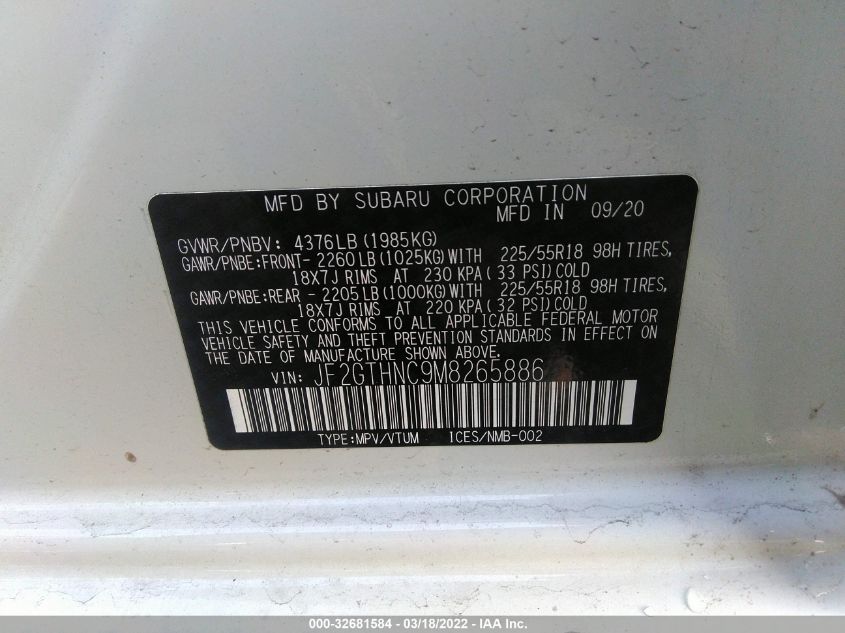 MFD BY SUBARU CORPORATION
MFD IN 09/20
GVWR/PNBV: 4376LB (1985KG)
GAWR/PNBE:FRONT- 2260LB (1025KG) WITH 225/55R18 98H TIRES,
18X7J RIMS AT 230 KPA( 33 PSI) COLD
GAWR/PNBE:REAR - 2205LB (1000KG) WITH 225/55R18 98H TIRES,
18X7J RIMS AT 220 KPA( 32 PSI) COLD
THIS VEHICLE CONFORMS TO ALL APPLICABLE FEDERAL MOTOR
VEHICLE SAFETY AND THEFT PREVENTION STANDARDS IN EFFECT ON
THE DATE OF MANUFACTURE SHOWN ABOVE.
VIN: JF2GTHNC9M8265886
TYPE:MPV/VTUM ICES/NMB-002
000-32681584 - 03/18/2022 - IAA Inc.